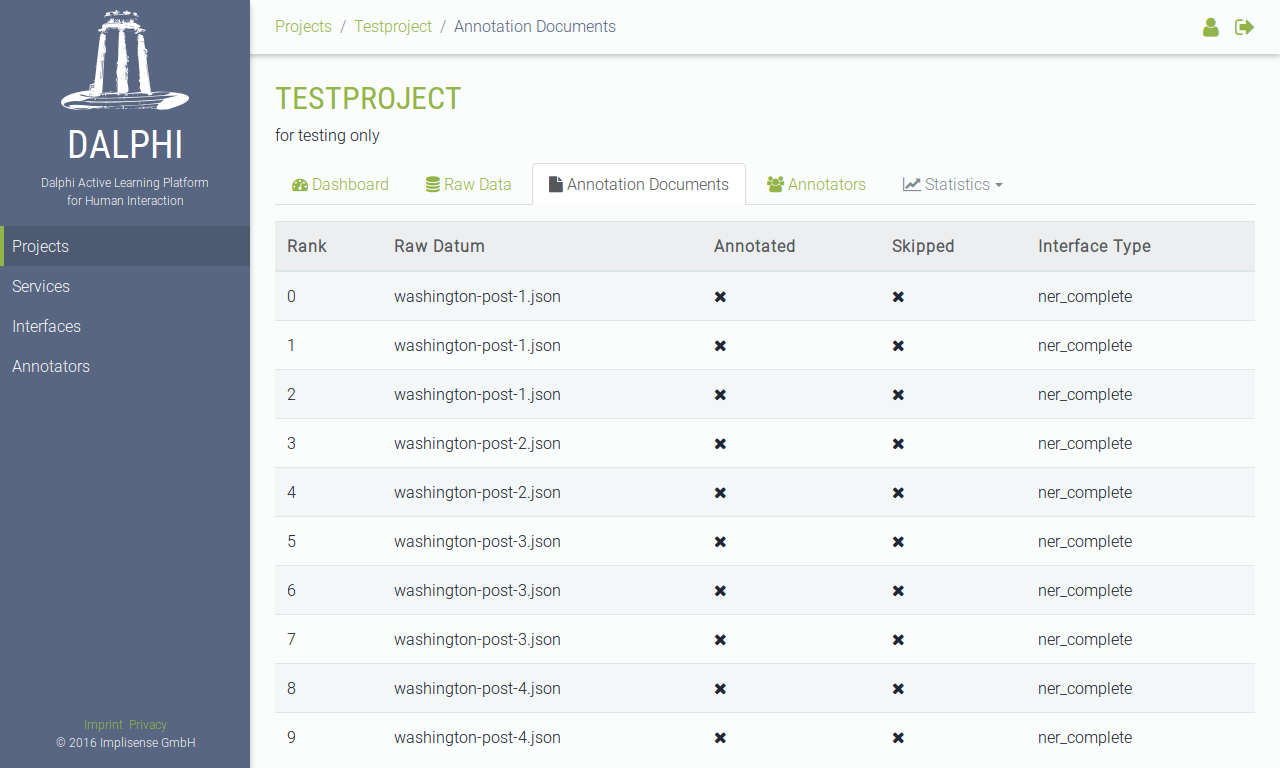 DALPHI
Dalphi Active Learning Platform
for Human Interaction
Projects
Services
Interfaces
Annotators
Imprint Privacy
© 2016 Implisense GmbH
Projects / Testproject / Annotation Documents
TESTPROJECT
for testing only
Dashboard Raw Data Annotation Documents Annotators Statistics
Rank Raw Datum Annotated Skipped Interface Type
0 washington-post-1.json ✖ ✖ ner_complete
1 washington-post-1.json ✖ ✖ ner_complete
2 washington-post-1.json ✖ ✖ ner_complete
3 washington-post-2.json ✖ ✖ ner_complete
4 washington-post-2.json ✖ ✖ ner_complete
5 washington-post-3.json ✖ ✖ ner_complete
6 washington-post-3.json ✖ ✖ ner_complete
7 washington-post-3.json ✖ ✖ ner_complete
8 washington-post-4.json ✖ ✖ ner_complete
9 washington-post-4.json ✖ ✖ ner_complete